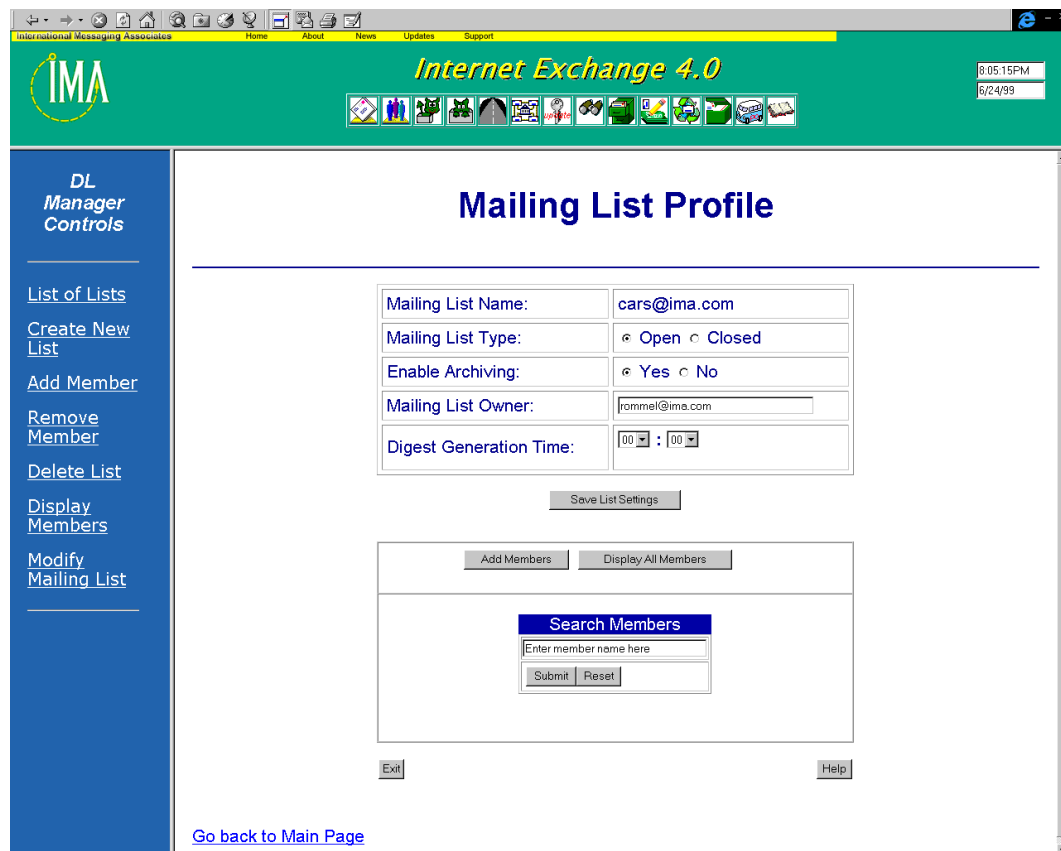 International Messaging Associates Home About News Updates Support
IMA
Internet Exchange 4.0
8:05:15PM
6/24/99
update
DL
Manager
Controls
List of Lists
Create New
List
Add Member
Remove
Member
Delete List
Display
Members
Modify
Mailing List
Mailing List Profile
Mailing List Name: cars@ima.com
Mailing List Type: Open Closed
Enable Archiving: Yes No
Mailing List Owner: rommel@ima.com
Digest Generation Time: 00 : 00
Save List Settings
Add Members Display All Members
Search Members
Enter member name here
Submit Reset
Exit Help
Go back to Main Page